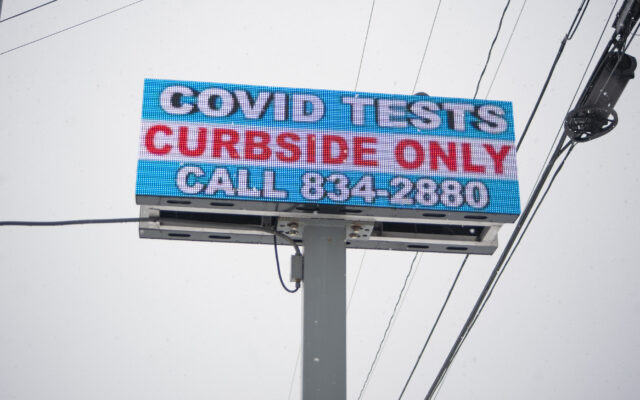 COVID TESTS
CURBSIDE ONLY
CALL 834-2880